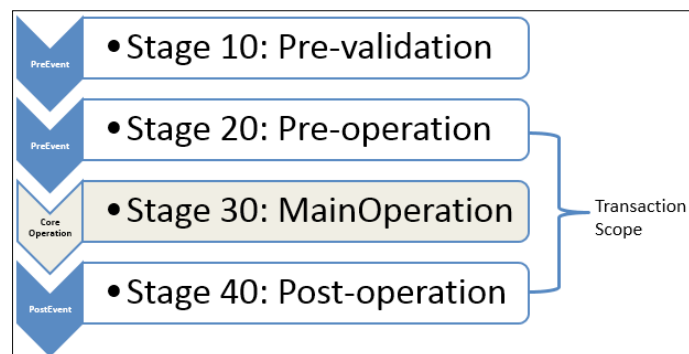 PreEvent
•Stage 10: Pre-validation
PreEvent
•Stage 20: Pre-operation
Core
Operation
•Stage 30: MainOperation
Transaction
Scope
PostEvent
•Stage 40: Post-operation